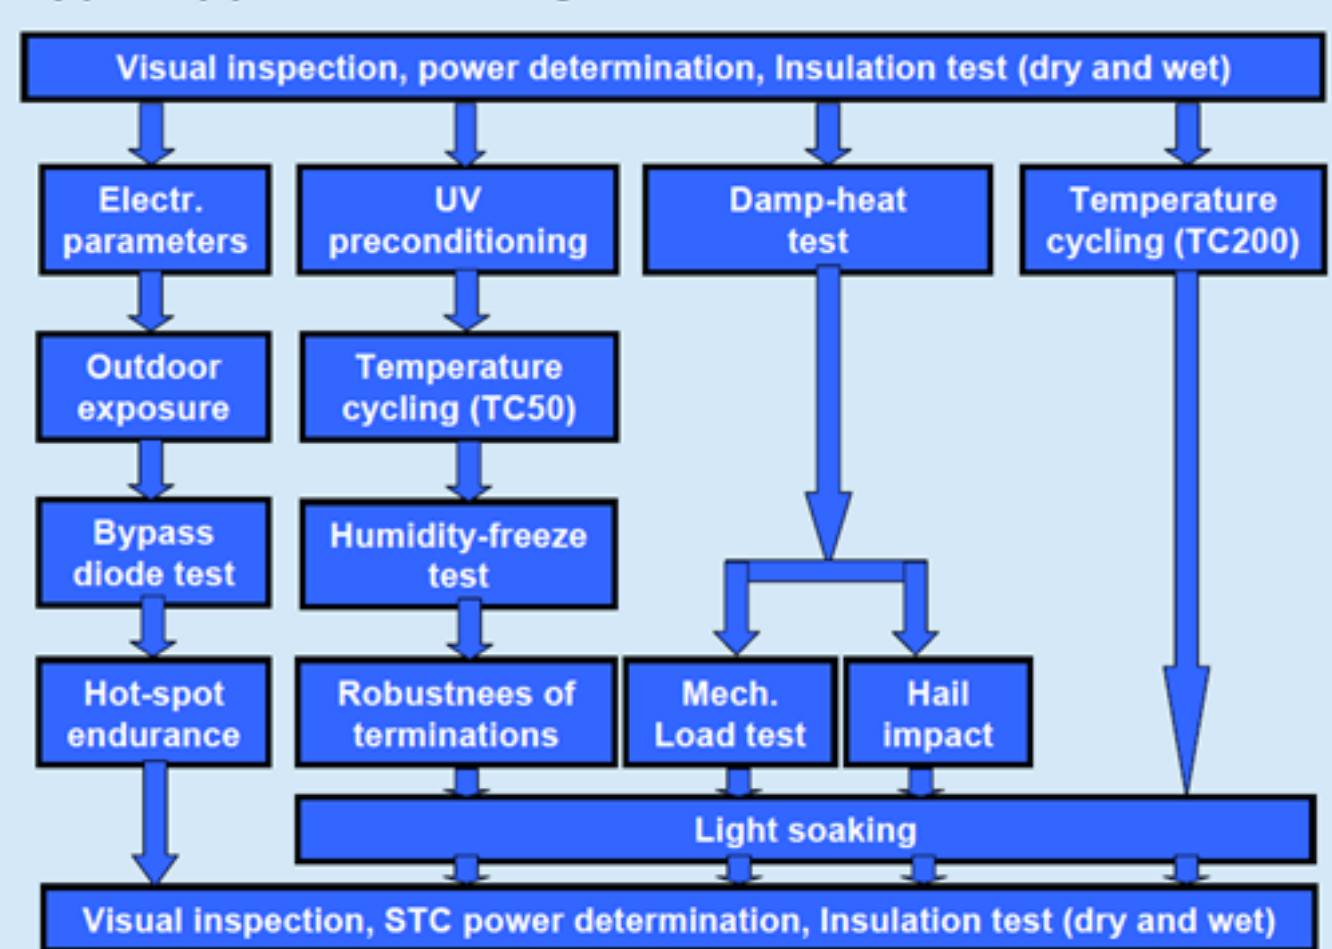 Visual inspection, power determination, Insulation test (dry and wet)
Electr.
parameters
UV
preconditioning
Damp-heat
test
Temperature
cycling (TC200)
Outdoor
exposure
Temperature
cycling (TC50)
Bypass
diode test
Humidity-freeze
test
Hot-spot
endurance
Robustnees of
terminations
Mech.
Load test
Hail
impact
Light soaking
Visual inspection, STC power determination, Insulation test (dry and wet)